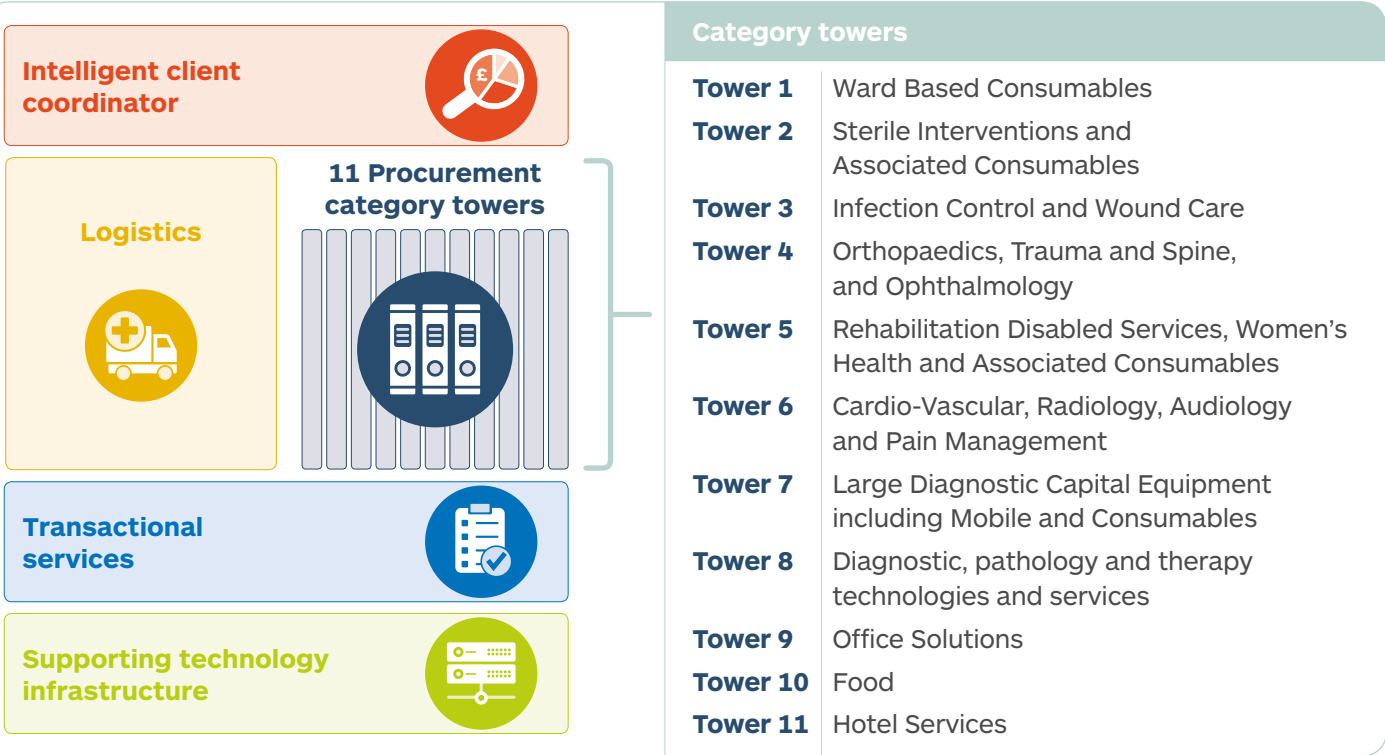 Intelligent client
coordinator
£
Logistics
11 Procurement
category towers
Transactional
services
Supporting technology
infrastructure
Category towers
Tower 1 Ward Based Consumables
Tower 2 Sterile Interventions and
Associated Consumables
Tower 3 Infection Control and Wound Care
Tower 4 Orthopaedics, Trauma and Spine,
and Ophthalmology
Tower 5 Rehabilitation Disabled Services, Women’s
Health and Associated Consumables
Tower 6 Cardio-Vascular, Radiology, Audiology
and Pain Management
Tower 7 Large Diagnostic Capital Equipment
including Mobile and Consumables
Tower 8 Diagnostic, pathology and therapy
technologies and services
Tower 9 Office Solutions
Tower 10 Food
Tower 11 Hotel Services